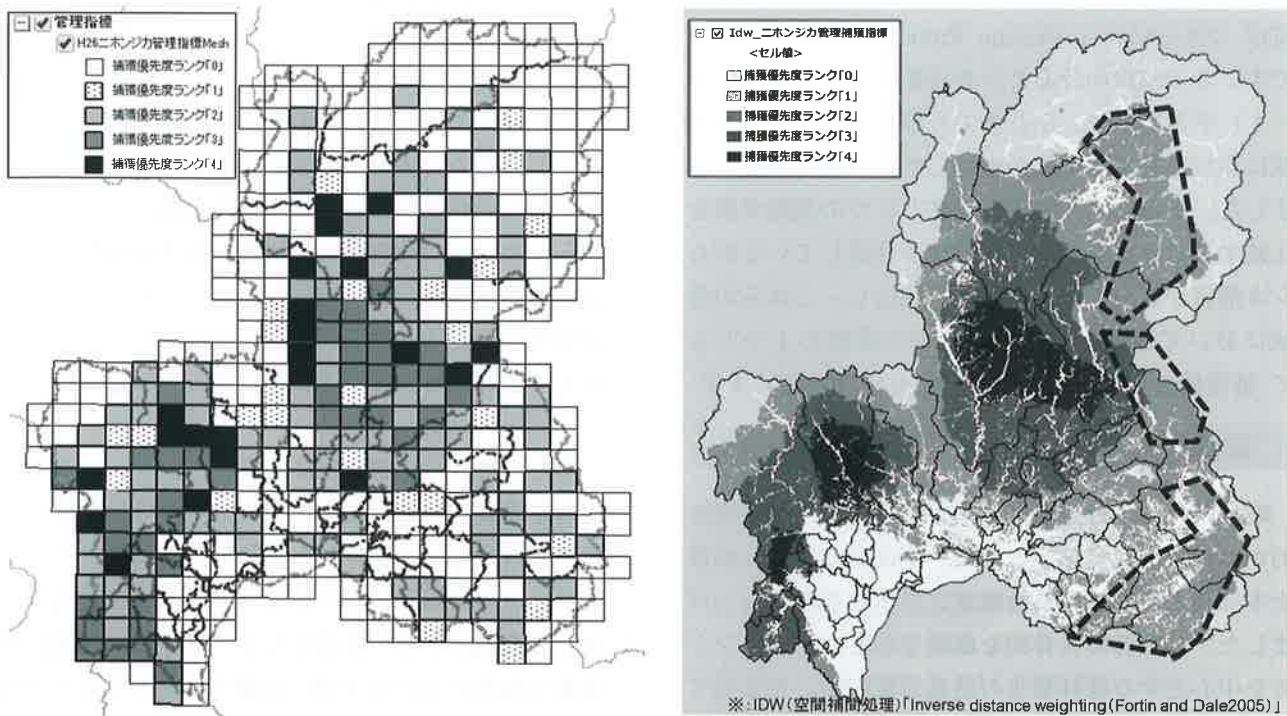 管理指標
H26ニホンジカ管理指標Mesh
捕獲優先度ランク「0」
捕獲優先度ランク「1」
捕獲優先度ランク「2」
捕獲優先度ランク「3」
捕獲優先度ランク「4」
Idw_ニホンジカ管理捕獲指標
<セル値>
捕獲優先度ランク「0」
捕獲優先度ランク「1」
捕獲優先度ランク「2」
捕獲優先度ランク「3」
捕獲優先度ランク「4」
※:IDW(空間補間処理)「Inverse distance weighting(Fortin and Dale2005)」